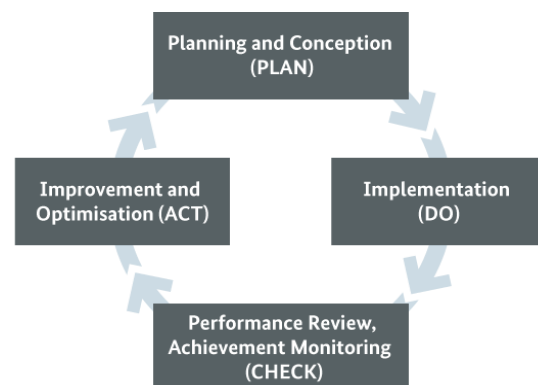 Planning and Conception
(PLAN)
Improvement and
Optimisation (ACT)
Implementation
(DO)
Performance Review,
Achievement Monitoring
(CHECK)